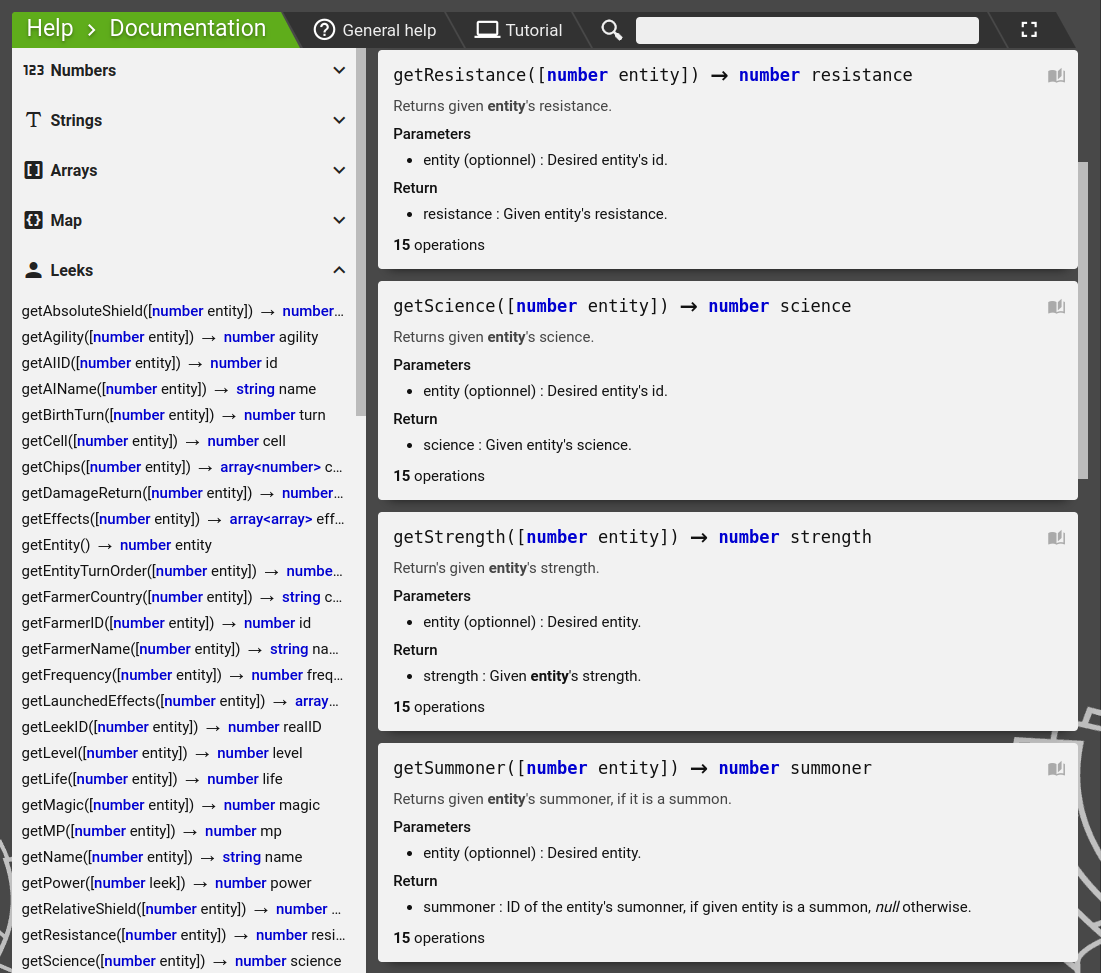 Help > Documentation
General help
Tutorial
123 Numbers
Strings
Arrays
Map
Leeks
getAbsoluteShield([number entity]) → number…
getAgility([number entity]) → number agility
getAIID([number entity]) → number id
getAIName([number entity]) → string name
getBirthTurn([number entity]) → number turn
getCell([number entity]) → number cell
getChips([number entity]) → array<number> c…
getDamageReturn([number entity]) → number…
getEffects([number entity]) → array<array> eff…
getEntity() → number entity
getEntityTurnOrder([number entity]) → numbe…
getFarmerCountry([number entity]) → string c…
getFarmerID([number entity]) → number id
getFarmerName([number entity]) → string na…
getFrequency([number entity]) → number freq…
getLaunchedEffects([number entity]) → array…
getLeekID([number entity]) → number realID
getLevel([number entity]) → number level
getLife([number entity]) → number life
getMagic([number entity]) → number magic
getMP([number entity]) → number mp
getName([number entity]) → string name
getPower([number leek]) → number power
getRelativeShield([number entity]) → number …
getResistance([number entity]) → number resi…
getScience([number entity]) → number science
getResistance([number entity]) → number resistance
Returns given entity's resistance.
Parameters
• entity (optionnel) : Desired entity's id.
Return
• resistance : Given entity's resistance.
15 operations
getScience([number entity]) → number science
Returns given entity's science.
Parameters
• entity (optionnel) : Desired entity's id.
Return
• science : Given entity's science.
15 operations
getStrength([number entity]) → number strength
Return's given entity's strength.
Parameters
• entity (optionnel) : Desired entity.
Return
• strength : Given entity's strength.
15 operations
getSummoner([number entity]) → number summoner
Returns given entity's summoner, if it is a summon.
Parameters
• entity (optionnel) : Desired entity.
Return
• summoner : ID of the entity's sumonner, if given entity is a summon, null otherwise.
15 operations